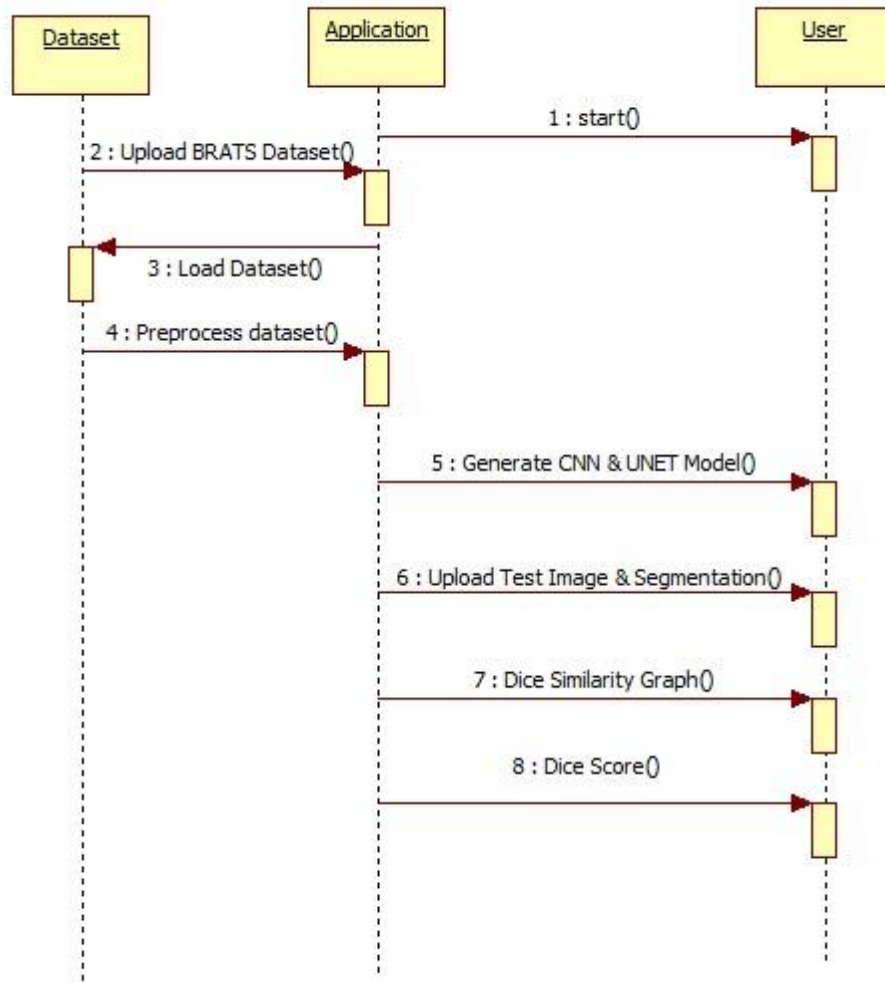 Dataset
Application
User
1 : start()
2 : Upload BRATS Dataset()
3 : Load Dataset()
4 : Preprocess dataset()
5 : Generate CNN & UNET Model()
6 : Upload Test Image & Segmentation()
7 : Dice Similarity Graph()
8 : Dice Score()